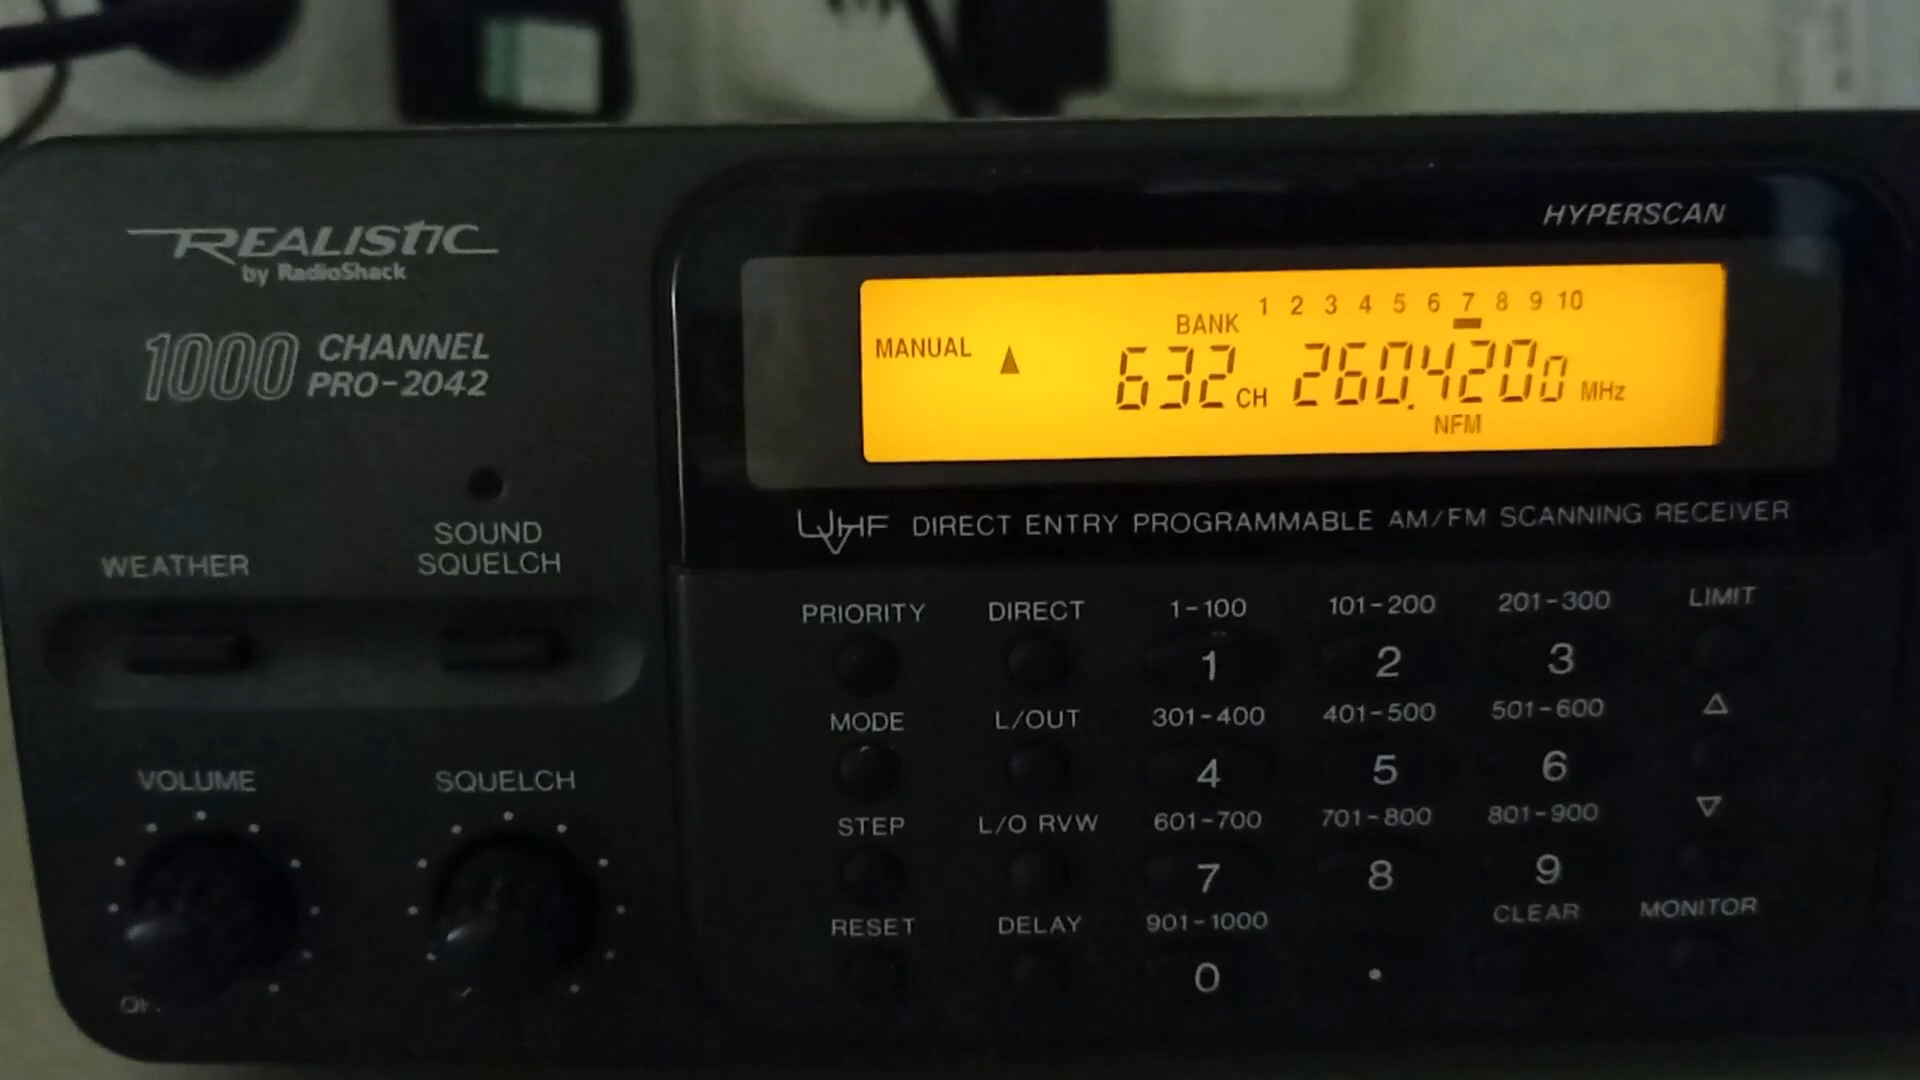 REALISTIC
by RadioShack
1000 CHANNEL
PRO-2042
HYPERSCAN
BANK 1 2 3 4 5 6 7 8 9 10
MANUAL ▲ 632 CH 260.4200 MHz
NFM
UVHF DIRECT ENTRY PROGRAMMABLE AM/FM SCANNING RECEIVER
WEATHER
SOUND
SQUELCH
VOLUME
SQUELCH
PRIORITY DIRECT 1-100 101-200 201-300 LIMIT
1 2 3
MODE L/OUT 301-400 401-500 501-600 △
4 5 6
STEP L/O RVW 601-700 701-800 801-900 ▽
7 8 9
RESET DELAY 901-1000 CLEAR MONITOR
0 .